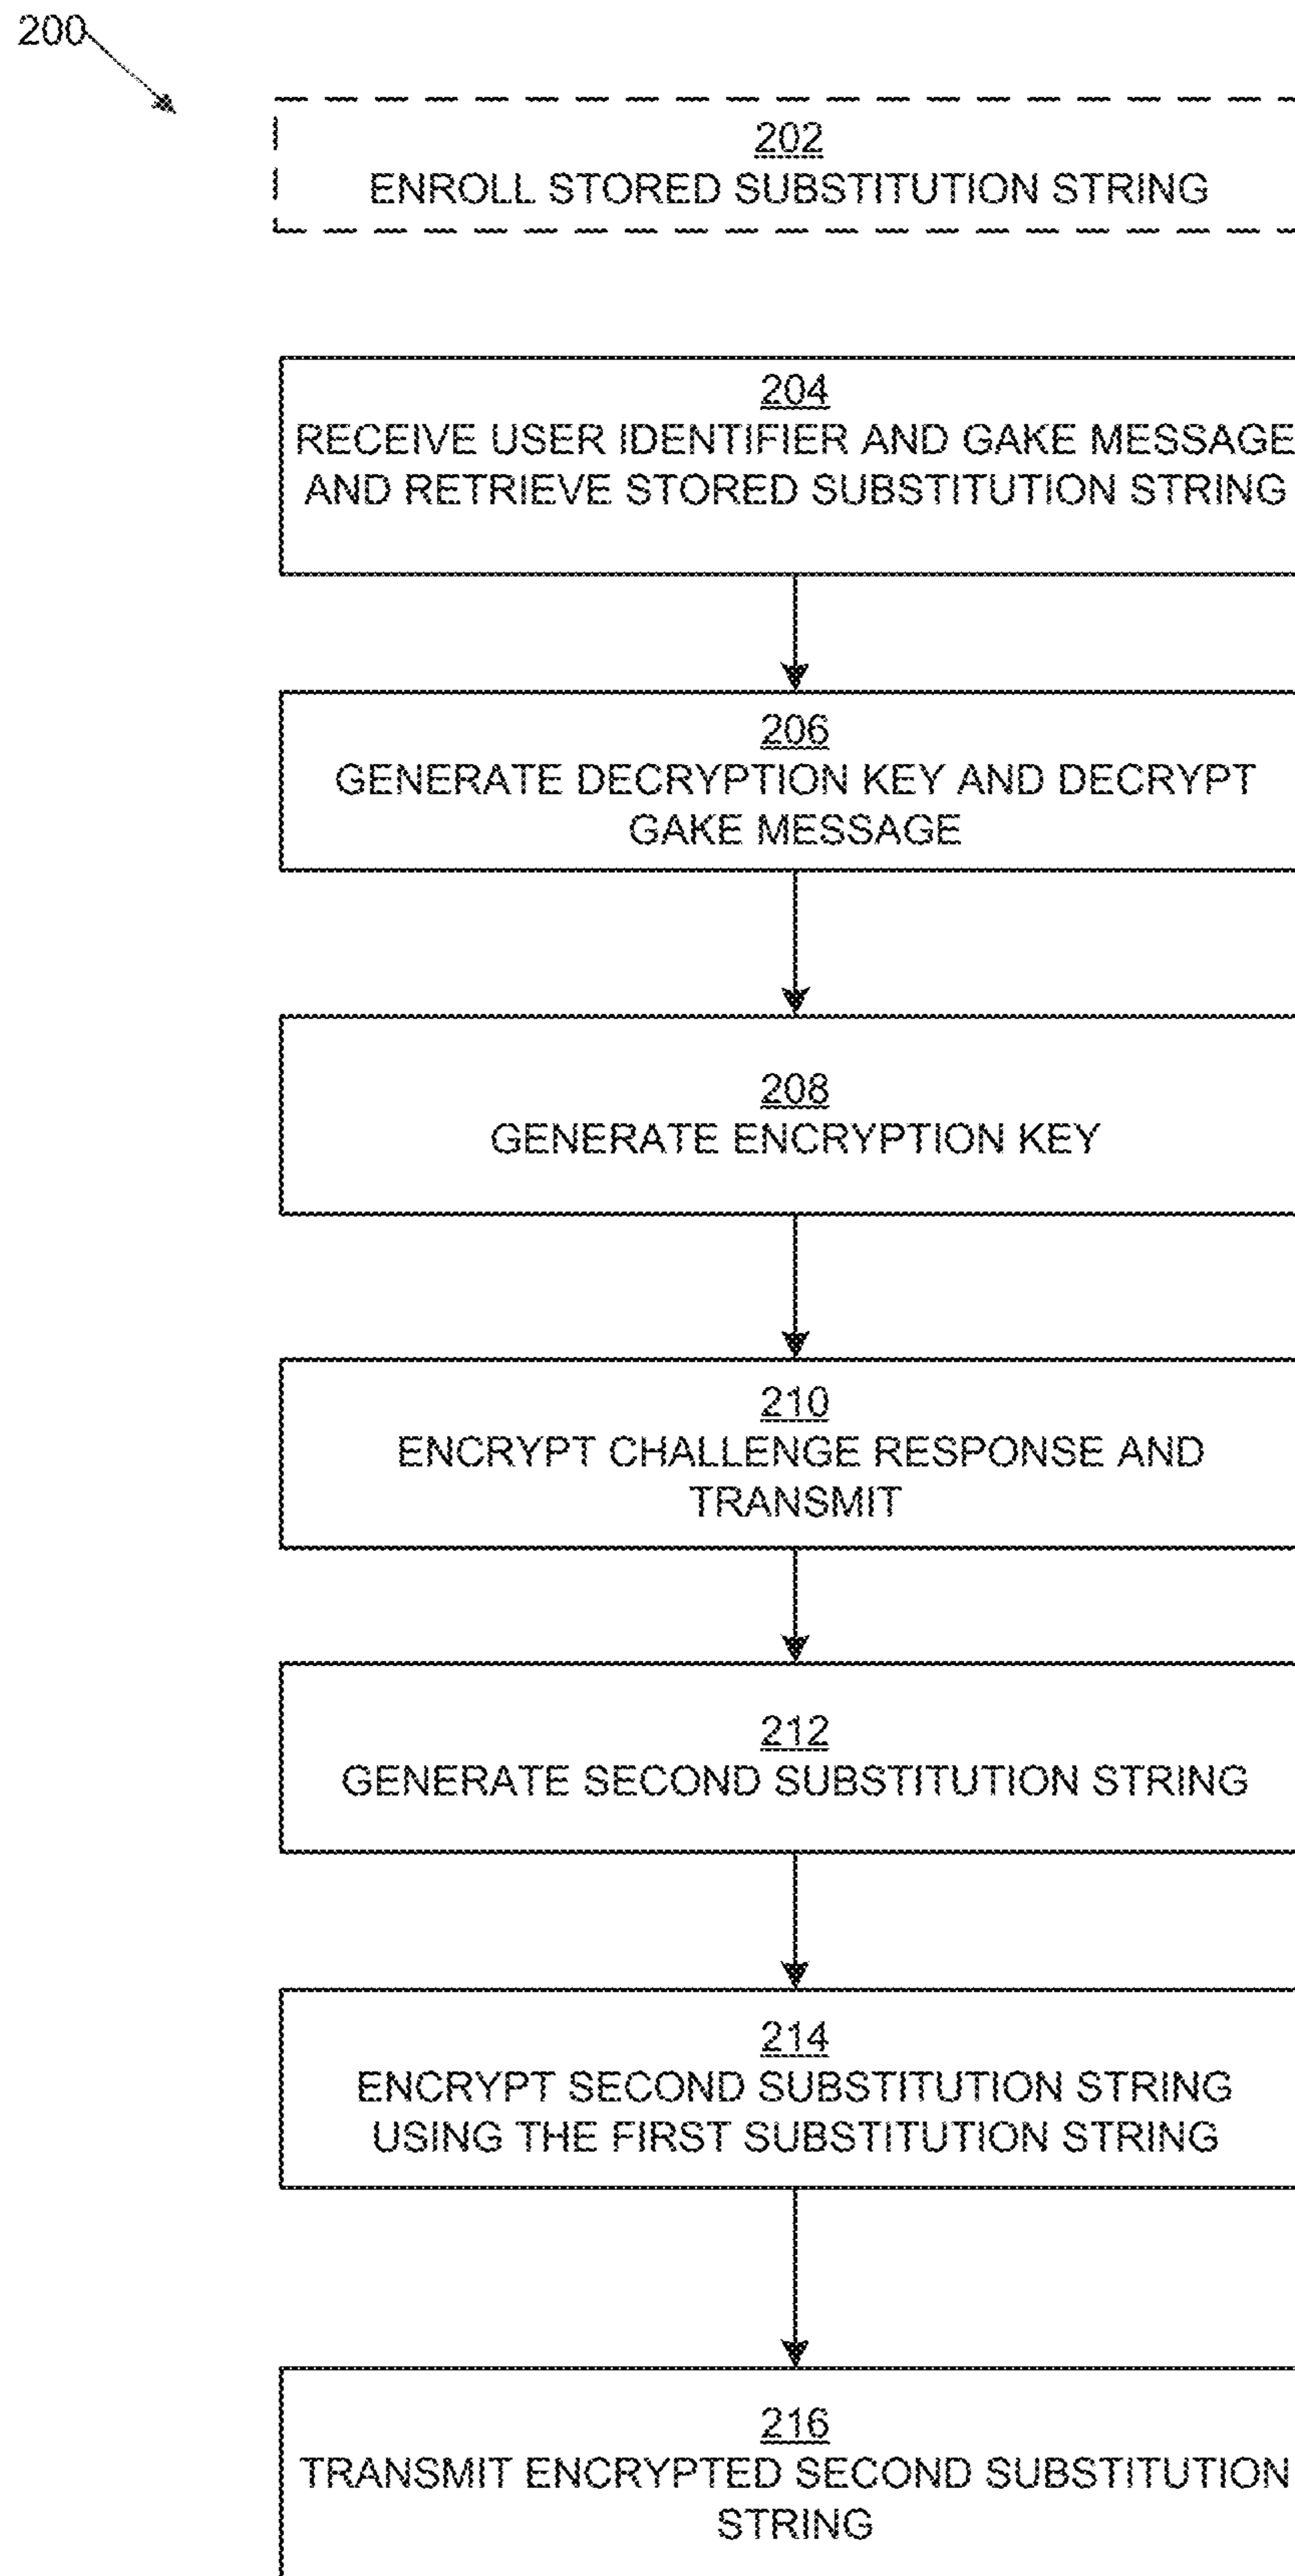 200
202
ENROLL STORED SUBSTITUTION STRING
204
RECEIVE USER IDENTIFIER AND GAKE MESSAGE
AND RETRIEVE STORED SUBSTITUTION STRING
206
GENERATE DECRYPTION KEY AND DECRYPT
GAKE MESSAGE
208
GENERATE ENCRYPTION KEY
210
ENCRYPT CHALLENGE RESPONSE AND
TRANSMIT
212
GENERATE SECOND SUBSTITUTION STRING
214
ENCRYPT SECOND SUBSTITUTION STRING
USING THE FIRST SUBSTITUTION STRING
216
TRANSMIT ENCRYPTED SECOND SUBSTITUTION
STRING